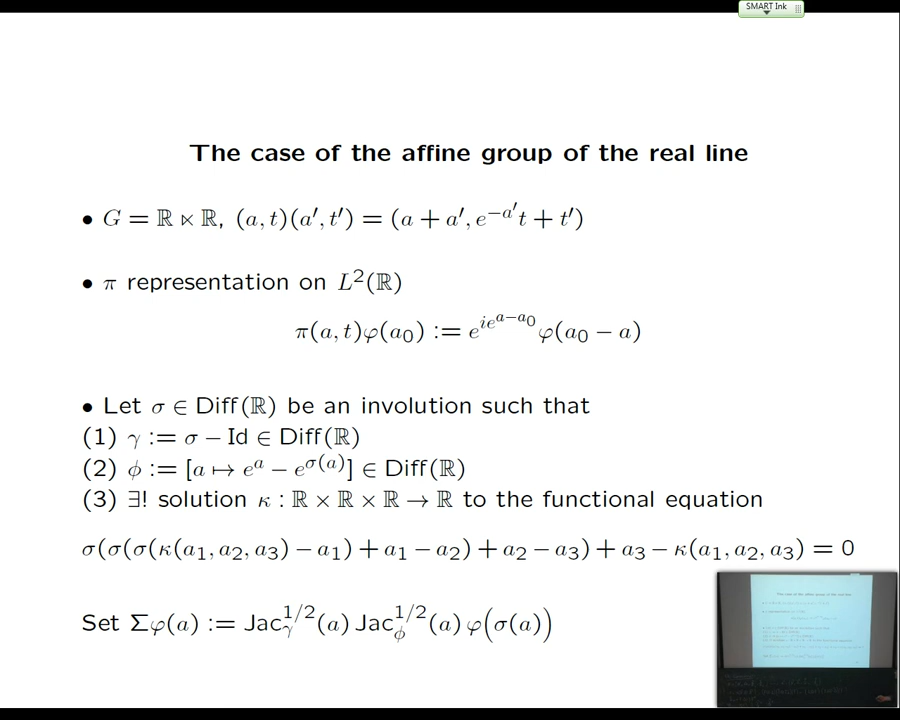 SMART Ink
The case of the affine group of the real line
• G = ℝ ⋉ ℝ, (a, t)(a′, t′) = (a + a′, e^{−a′}t + t′)
• π representation on L²(ℝ)
π(a, t)φ(a₀) := e^{ie^{a−a₀}} φ(a₀ − a)
• Let σ ∈ Diff(ℝ) be an involution such that
(1) γ := σ − Id ∈ Diff(ℝ)
(2) ϕ := [a ↦ e^a − e^{σ(a)}] ∈ Diff(ℝ)
(3) ∃! solution κ : ℝ × ℝ × ℝ → ℝ to the functional equation
σ(σ(σ(κ(a₁, a₂, a₃) − a₁) + a₁ − a₂) + a₂ − a₃) + a₃ − κ(a₁, a₂, a₃) = 0
Set Σφ(a) := Jac_γ^{1/2}(a) Jac_ϕ^{1/2}(a) φ(σ(a))